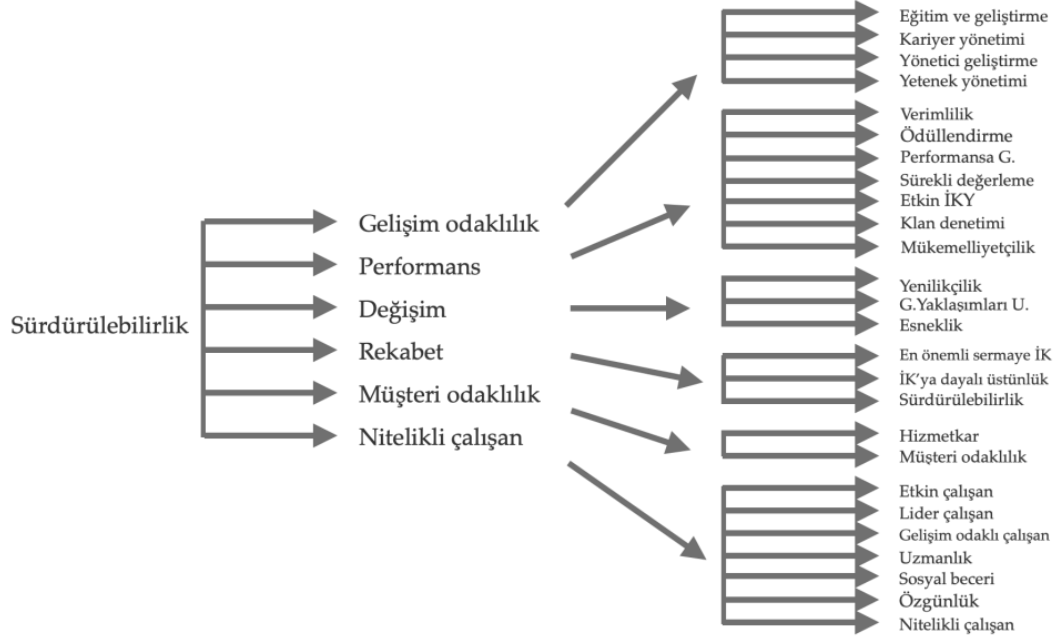 Sürdürülebilirlik
Gelişim odaklılık
Performans
Değişim
Rekabet
Müşteri odaklılık
Nitelikli çalışan
Eğitim ve geliştirme
Kariyer yönetimi
Yönetici geliştirme
Yetenek yönetimi
Verimlilik
Ödüllendirme
Performansa G.
Sürekli değerleme
Etkin İKY
Klan denetimi
Mükemelliyetçilik
Yenilikçilik
G.Yaklaşımları U.
Esneklik
En önemli sermaye İK
İK'ya dayalı üstünlük
Sürdürülebilirlik
Hizmetkar
Müşteri odaklılık
Etkin çalışan
Lider çalışan
Gelişim odaklı çalışan
Uzmanlık
Sosyal beceri
Özgünlük
Nitelikli çalışan